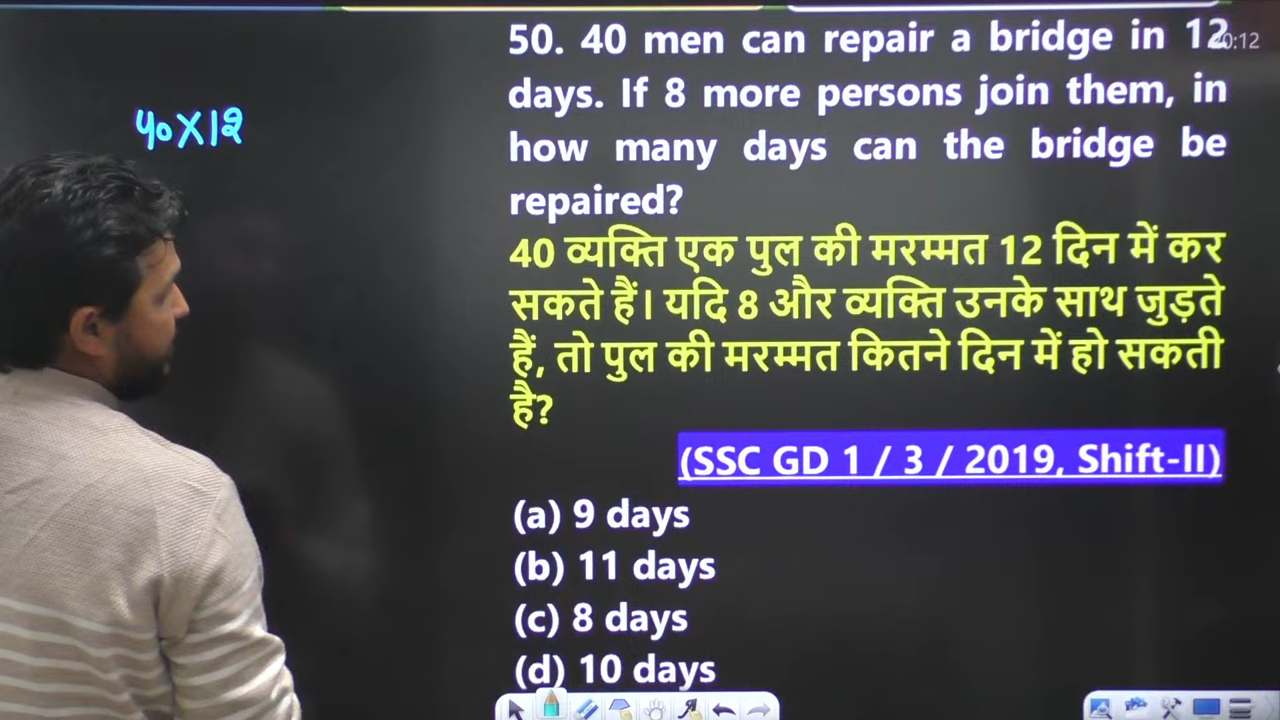 50. 40 men can repair a bridge in 12
20:12
days. If 8 more persons join them, in
how many days can the bridge be
repaired?
40 व्यक्ति एक पुल की मरम्मत 12 दिन में कर
सकते हैं। यदि 8 और व्यक्ति उनके साथ जुड़ते
हैं, तो पुल की मरम्मत कितने दिन में हो सकती
है?
(SSC GD 1 / 3 / 2019, Shift-II)
(a) 9 days
(b) 11 days
(c) 8 days
(d) 10 days
40X12